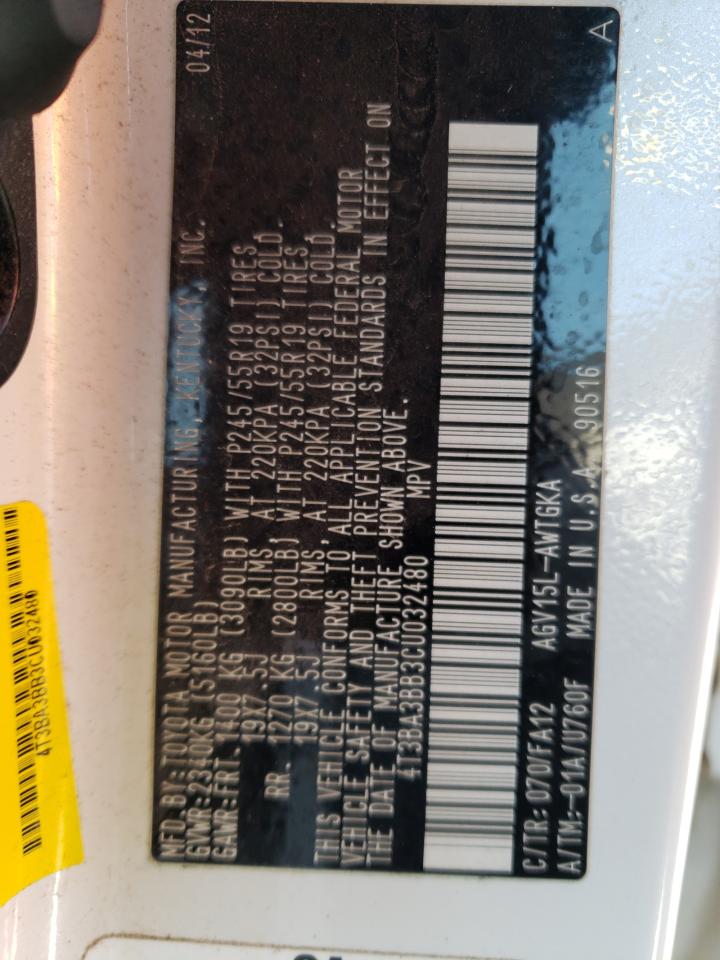 MFD.BY:TOYOTA MOTOR MANUFACTURING, KENTUCKY, INC. 04/12
GVWR:2340KG (5160LB)
GAWR:FRT. 1400 KG (3090LB) WITH P245/55R19 TIRES,
19X7.5J RIMS, AT 220KPA (32PSI) COLD.
RR. 1270 KG (2800LB) WITH P245/55R19 TIRES,
19X7.5J RIMS, AT 220KPA (32PSI) COLD.
THIS VEHICLE CONFORMS TO ALL APPLICABLE FEDERAL MOTOR
VEHICLE SAFETY AND THEFT PREVENTION STANDARDS IN EFFECT ON
THE DATE OF MANUFACTURE SHOWN ABOVE.
4T3BA3BB3CU032480 MPV
C/TR: 070/FA12 AGV15L-AWTGKA
A/TM:-01A/U760F MADE IN U.S.A. 90516 A
4T3BA3BB3CU032480